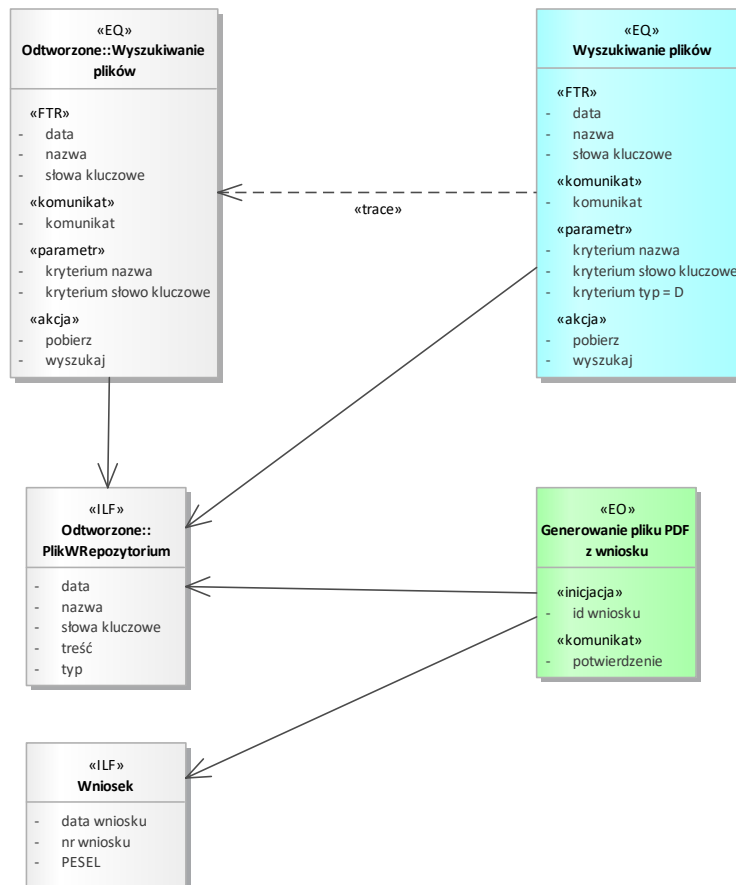 «EQ»
Odtworzone::Wyszukiwanie
plików
«FTR»
- data
- nazwa
- słowa kluczowe
«komunikat»
- komunikat
«parametr»
- kryterium nazwa
- kryterium słowo kluczowe
«akcja»
- pobierz
- wyszukaj
«trace»
«EQ»
Wyszukiwanie plików
«FTR»
- data
- nazwa
- słowa kluczowe
«komunikat»
- komunikat
«parametr»
- kryterium nazwa
- kryterium słowo kluczowe
- kryterium typ = D
«akcja»
- pobierz
- wyszukaj
«ILF»
Odtworzone::
PlikWRepozytorium
- data
- nazwa
- słowa kluczowe
- treść
- typ
«EO»
Generowanie pliku PDF
z wniosku
«inicjacja»
- id wniosku
«komunikat»
- potwierdzenie
«ILF»
Wniosek
- data wniosku
- nr wniosku
- PESEL